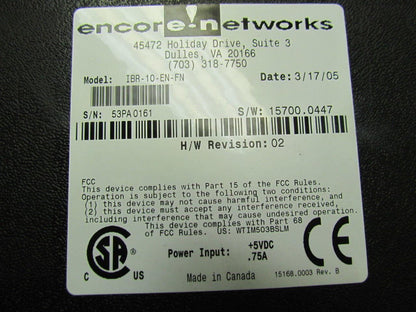 encore!networks
45472 Holiday Drive, Suite 3
Dulles, VA 20166
(703) 318-7750
Model: IBR-10-EN-FN Date: 3/17/05
S/N: 53PA0161 S/W: 15700.0447
H/W Revision: 02
FCC
This device complies with Part 15 of the FCC Rules.
Operation is subject to the following two conditions:
(1) this device may not cause harmful interference, and
(2) this device must accept any interference received,
including interference that may cause undesired operation.
This device complies with Part 68
of FCC Rules. US: WTIM503BSLM
Power Input: +5VDC
.75A
CSA
C US
CE
Made in Canada 15168.0003 Rev. B